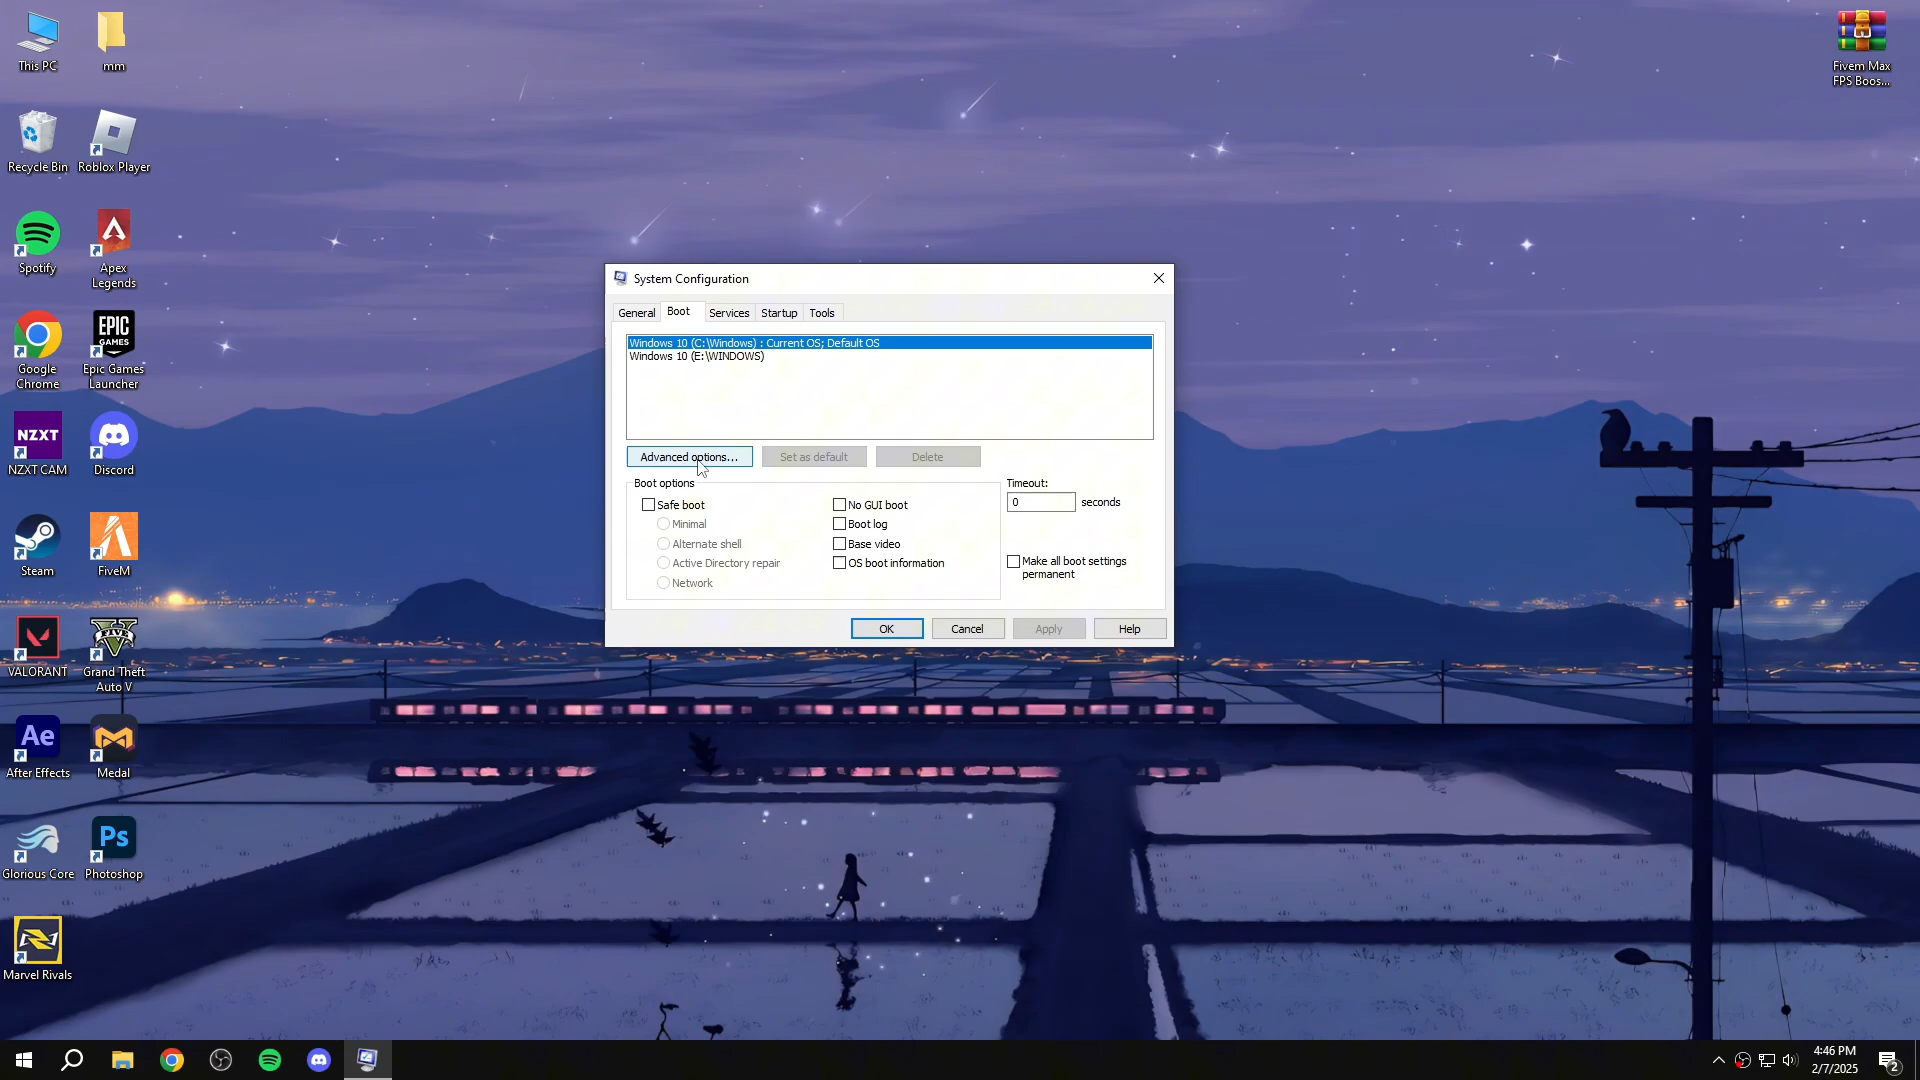 This PC
mm
Fivem Max
FPS Boos...
Recycle Bin
Roblox Player
Spotify
Apex
Legends
EPIC
GAMES
Google
Chrome
Epic Games
Launcher
NZXT
NZXT CAM
Discord
Steam
FiveM
FIVE
VALORANT
Grand Theft
Auto V
Ae
After Effects
Medal
Ps
Glorious Core
Photoshop
Marvel Rivals
System Configuration
General
Boot
Services
Startup
Tools
Windows 10 (C:\Windows) : Current OS; Default OS
Windows 10 (E:\WINDOWS)
Advanced options...
Set as default
Delete
Boot options
Safe boot
Minimal
Alternate shell
Active Directory repair
Network
No GUI boot
Boot log
Base video
OS boot information
Timeout:
0
seconds
Make all boot settings
permanent
OK
Cancel
Apply
Help
4:46 PM
2/7/2025
2